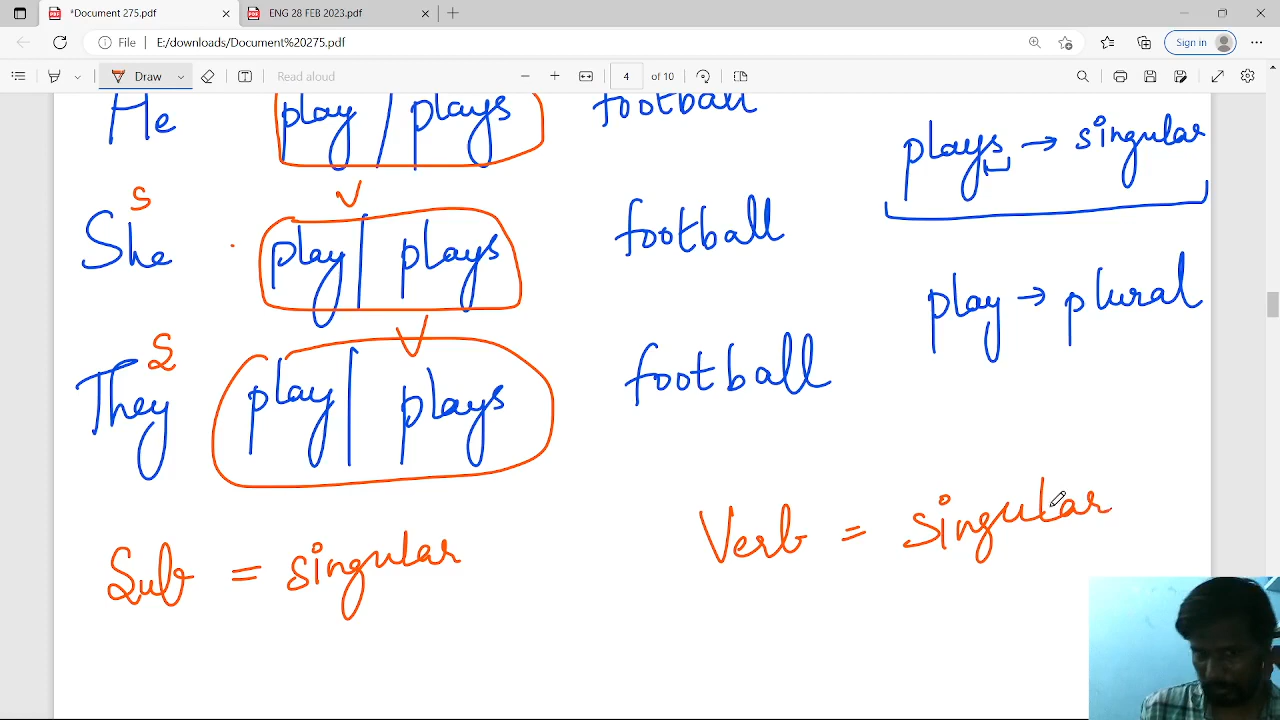 *Document 275.pdf ENG 28 FEB 2023.pdf
File E:/downloads/Document%20275.pdf Sign in
Draw Read aloud 4 of 10
He play / plays football
plays → singular
S
She play | plays football
play → plural
S
They play | plays football
Sub = singular Verb = singular